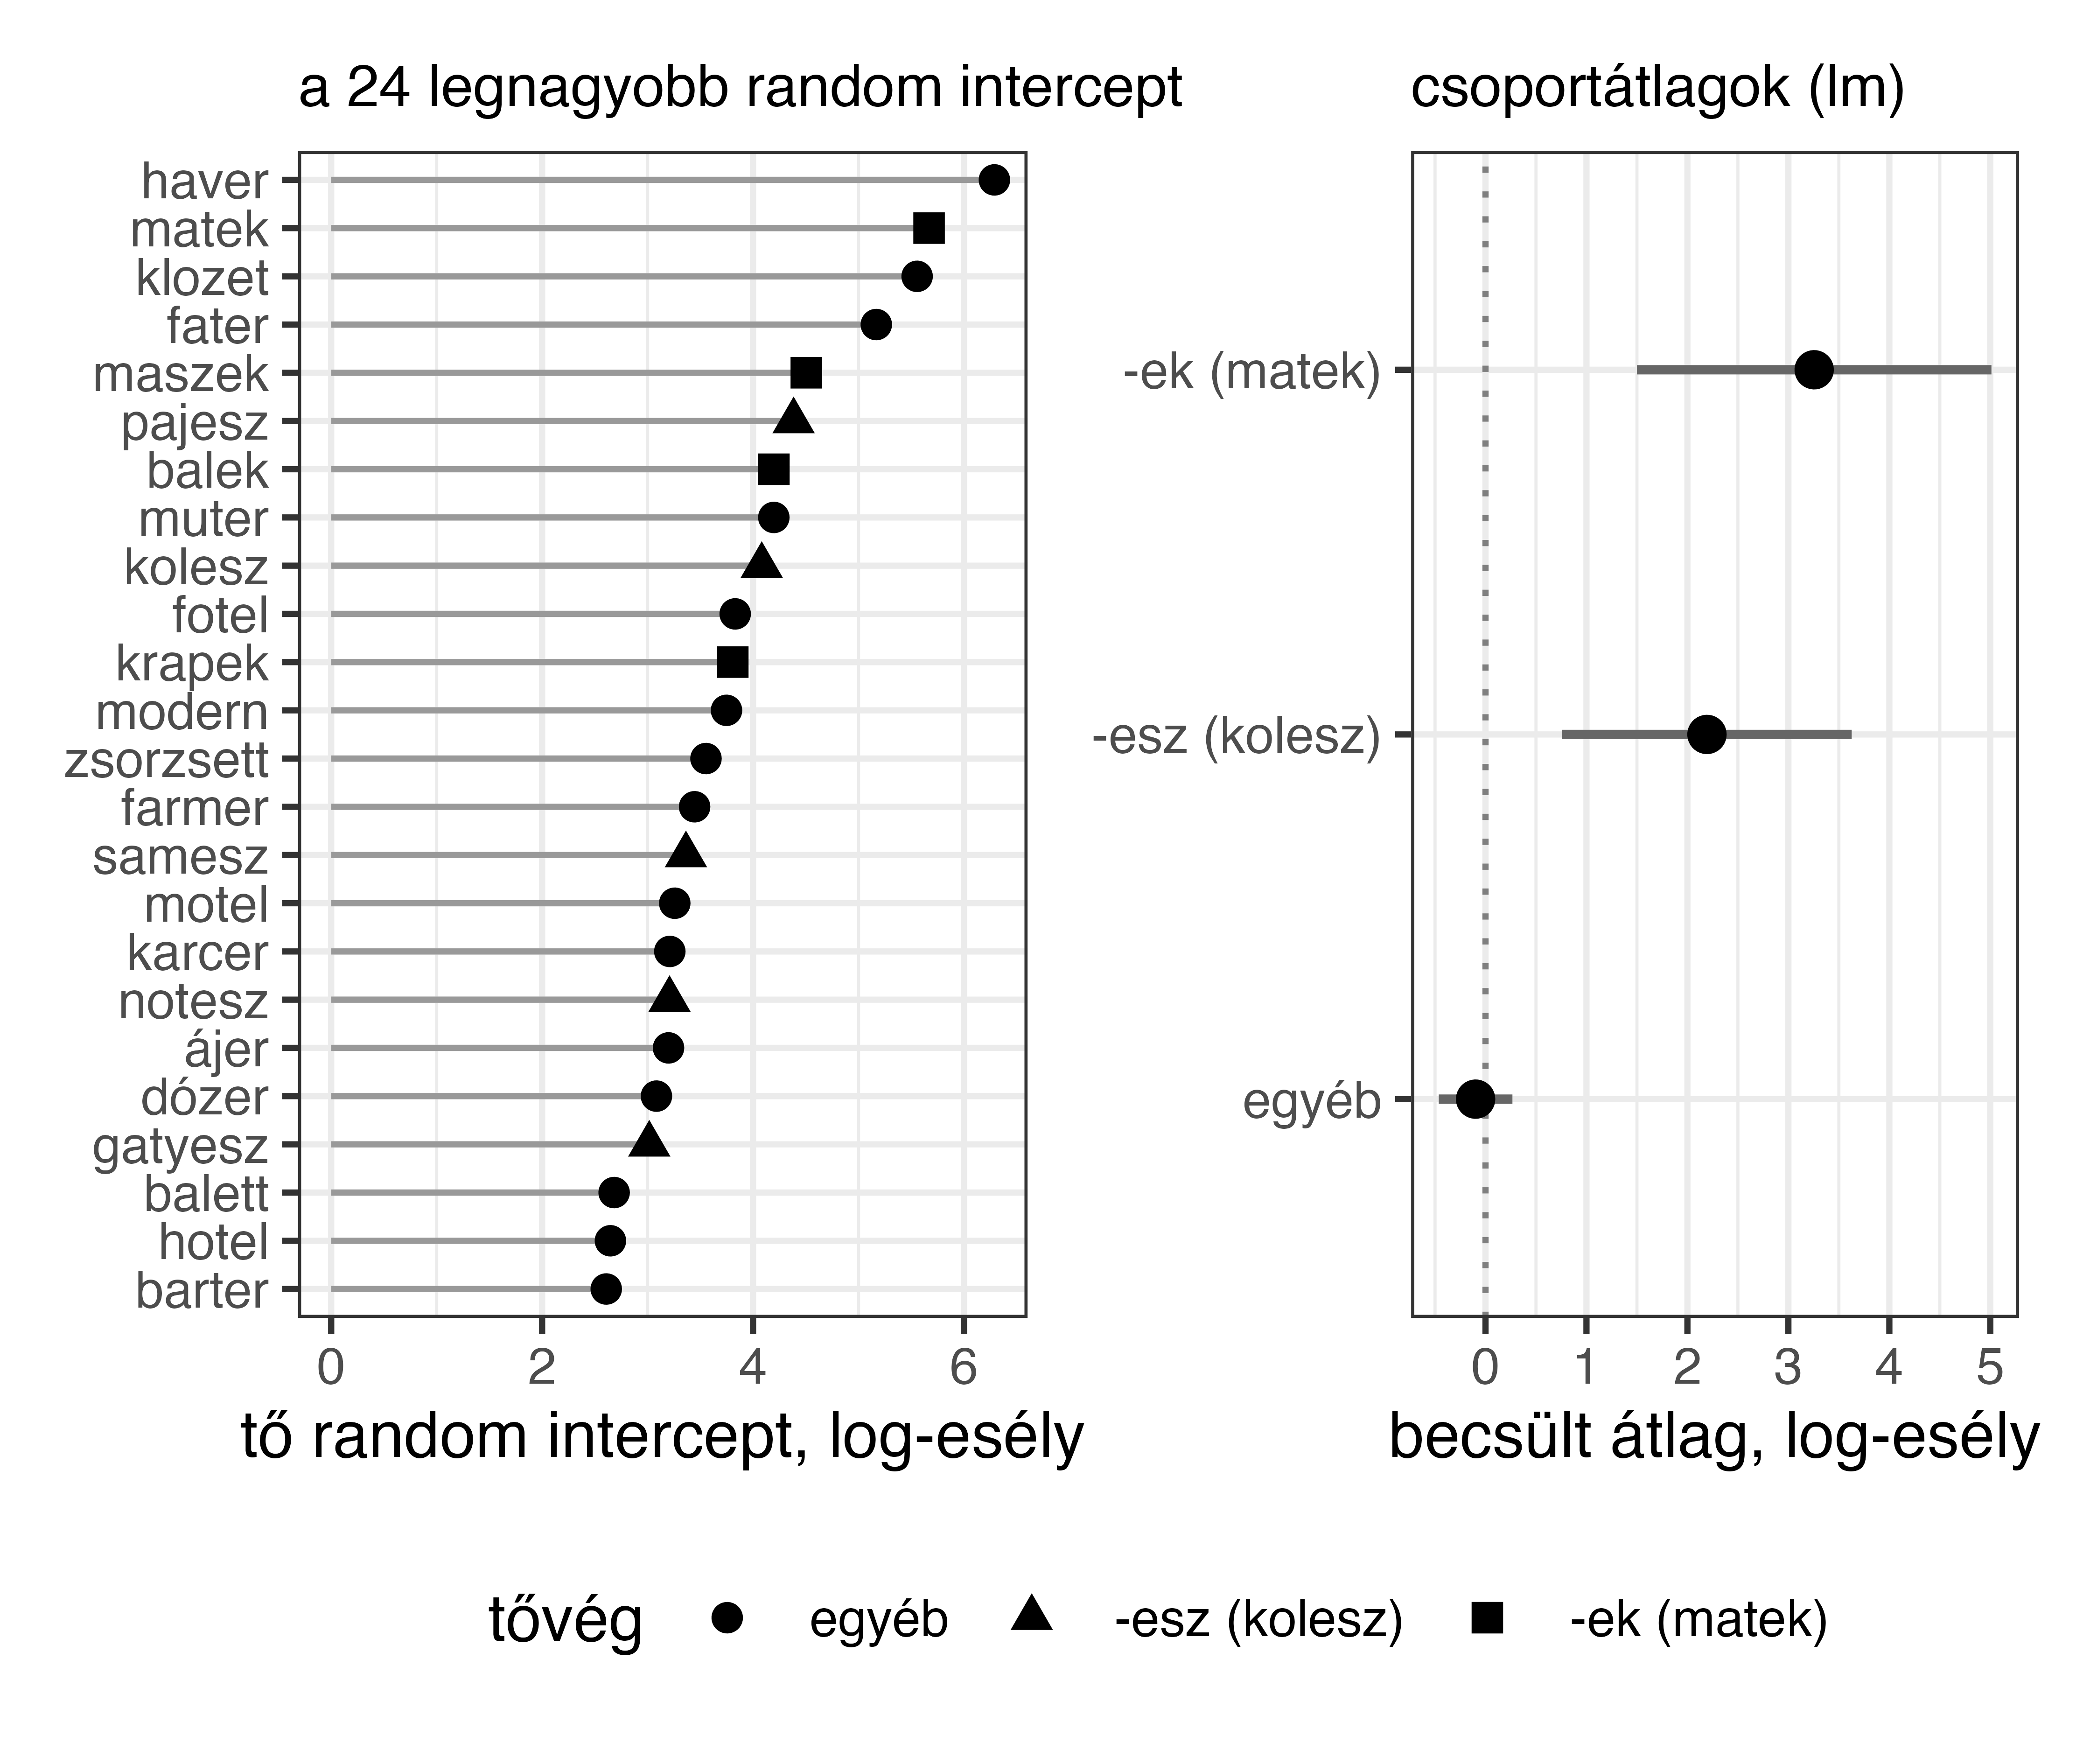 a 24 legnagyobb random intercept
haver
matek
klozet
fater
maszek
pajesz
balek
muter
kolesz
fotel
krapek
modern
zsorzsett
farmer
samesz
motel
karcer
notesz
ájer
dózer
gatyesz
balett
hotel
barter
0 2 4 6
tő random intercept, log-esély
csoportátlagok (lm)
-ek (matek)
-esz (kolesz)
egyéb
0 1 2 3 4 5
becsült átlag, log-esély
tővég egyéb -esz (kolesz) -ek (matek)